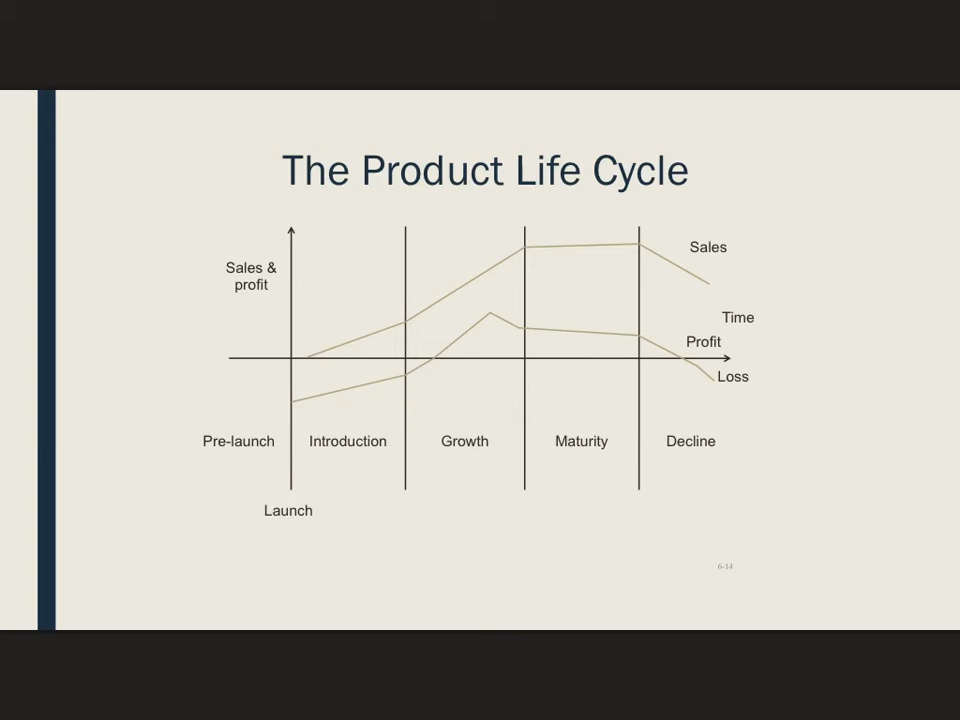 The Product Life Cycle
Sales &
profit
Sales
Time
Profit
Loss
Pre-launch
Introduction
Growth
Maturity
Decline
Launch
6-14